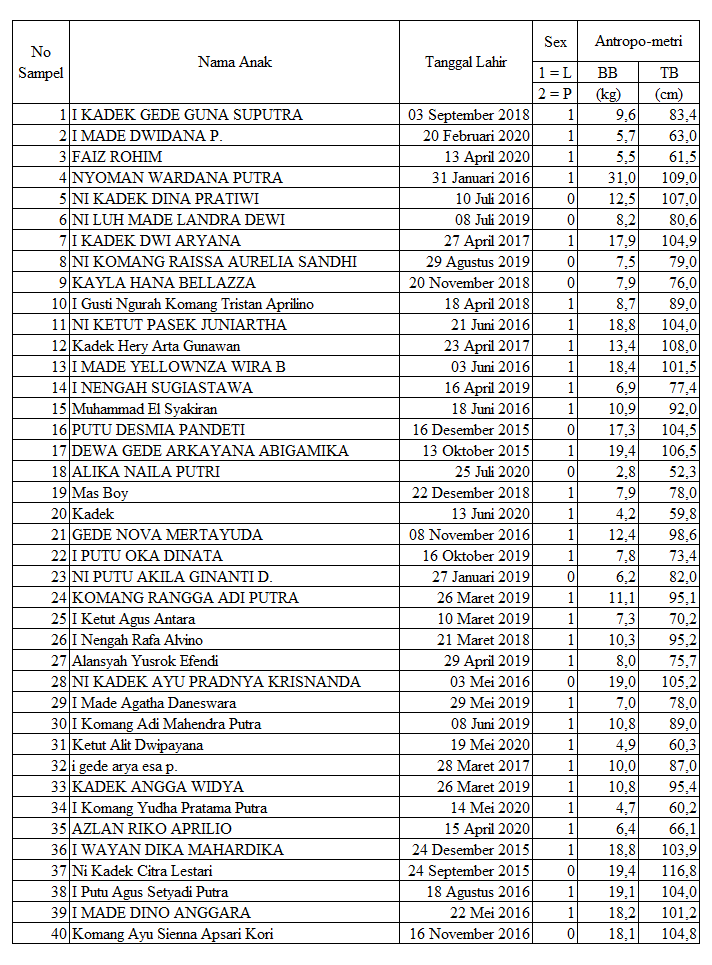 No Sampel Nama Anak Tanggal Lahir Sex Antropo-metri
1 = L BB TB
2 = P (kg) (cm)
1 I KADEK GEDE GUNA SUPUTRA 03 September 2018 1 9,6 83,4
2 I MADE DWIDANA P. 20 Februari 2020 1 5,7 63,0
3 FAIZ ROHIM 13 April 2020 1 5,5 61,5
4 NYOMAN WARDANA PUTRA 31 Januari 2016 1 31,0 109,0
5 NI KADEK DINA PRATIWI 10 Juli 2016 0 12,5 107,0
6 NI LUH MADE LANDRA DEWI 08 Juli 2019 0 8,2 80,6
7 I KADEK DWI ARYANA 27 April 2017 1 17,9 104,9
8 NI KOMANG RAISSA AURELIA SANDHI 29 Agustus 2019 0 7,5 79,0
9 KAYLA HANA BELLAZZA 20 November 2018 0 7,9 76,0
10 I Gusti Ngurah Komang Tristan Aprilino 18 April 2018 1 8,7 89,0
11 NI KETUT PASEK JUNIARTHA 21 Juni 2016 1 18,8 104,0
12 Kadek Hery Arta Gunawan 23 April 2017 1 13,4 108,0
13 I MADE YELLOWNZA WIRA B 03 Juni 2016 1 18,4 101,5
14 I NENGAH SUGIASTAWA 16 April 2019 1 6,9 77,4
15 Muhammad El Syakiran 18 Juni 2016 1 10,9 92,0
16 PUTU DESMIA PANDETI 16 Desember 2015 0 17,3 104,5
17 DEWA GEDE ARKAYANA ABIGAMIKA 13 Oktober 2015 1 19,4 106,5
18 ALIKA NAILA PUTRI 25 Juli 2020 0 2,8 52,3
19 Mas Boy 22 Desember 2018 1 7,9 78,0
20 Kadek 13 Juni 2020 1 4,2 59,8
21 GEDE NOVA MERTAYUDA 08 November 2016 1 12,4 98,6
22 I PUTU OKA DINATA 16 Oktober 2019 1 7,8 73,4
23 NI PUTU AKILA GINANTI D. 27 Januari 2019 0 6,2 82,0
24 KOMANG RANGGA ADI PUTRA 26 Maret 2019 1 11,1 95,1
25 I Ketut Agus Antara 10 Maret 2019 1 7,3 70,2
26 I Nengah Rafa Alvino 21 Maret 2018 1 10,3 95,2
27 Alansyah Yusrok Efendi 29 April 2019 1 8,0 75,7
28 NI KADEK AYU PRADNYA KRISNANDA 03 Mei 2016 0 19,0 105,2
29 I Made Agatha Daneswara 29 Mei 2019 1 7,0 78,0
30 I Komang Adi Mahendra Putra 08 Juni 2019 1 10,8 89,0
31 Ketut Alit Dwipayana 19 Mei 2020 1 4,9 60,3
32 i gede arya esa p. 28 Maret 2017 1 10,0 87,0
33 KADEK ANGGA WIDYA 26 Maret 2019 1 10,8 95,4
34 I Komang Yudha Pratama Putra 14 Mei 2020 1 4,7 60,2
35 AZLAN RIKO APRILIO 15 April 2020 1 6,4 66,1
36 I WAYAN DIKA MAHARDIKA 24 Desember 2015 1 18,8 103,9
37 Ni Kadek Citra Lestari 24 September 2015 0 19,4 116,8
38 I Putu Agus Setyadi Putra 18 Agustus 2016 1 19,1 104,0
39 I MADE DINO ANGGARA 22 Mei 2016 1 18,2 101,2
40 Komang Ayu Sienna Apsari Kori 16 November 2016 0 18,1 104,8